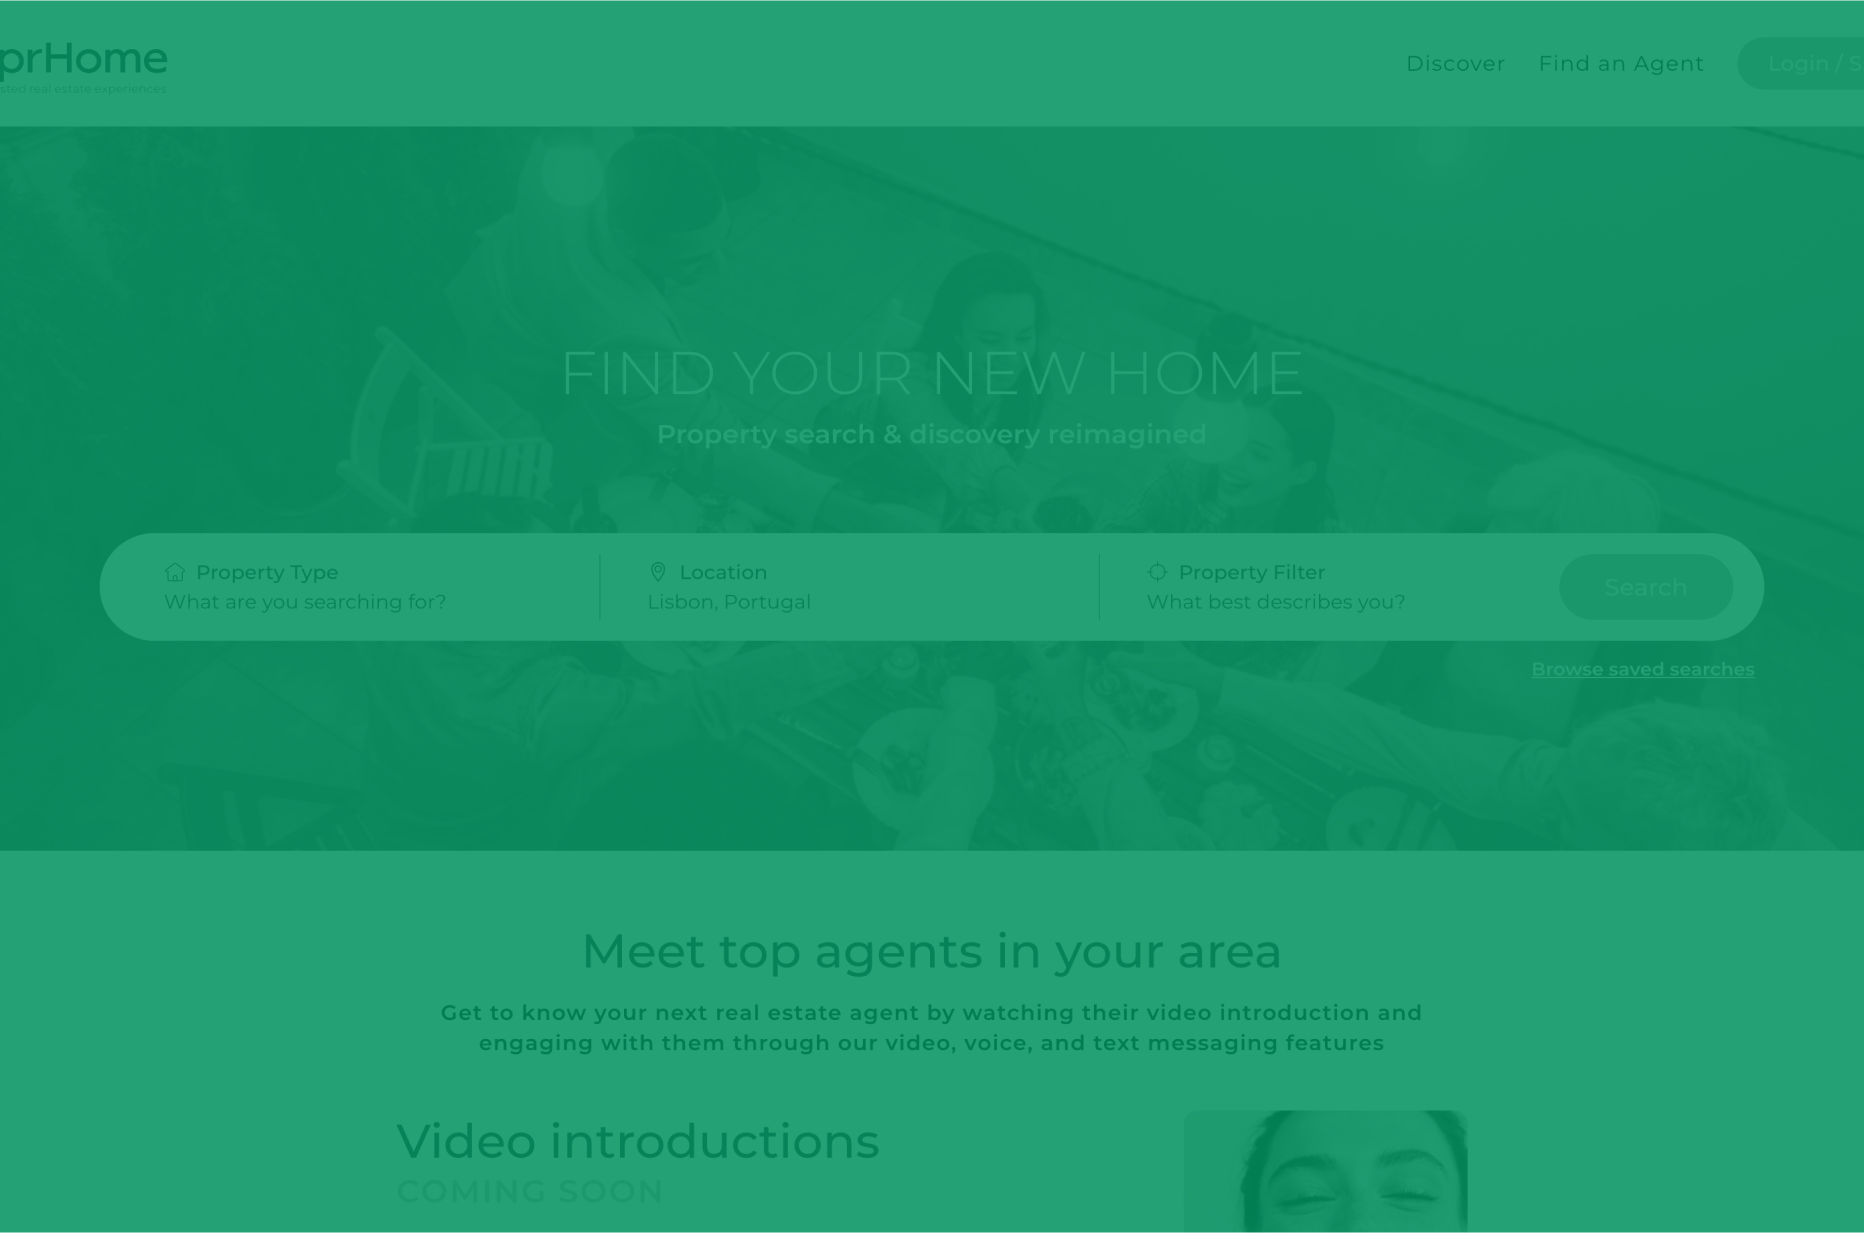 prHome
sted real estate experiences
Discover
Find an Agent
Login / S
FIND YOUR NEW HOME
Property search & discovery reimagined
Property Type
What are you searching for?
Location
Lisbon, Portugal
Property Filter
What best describes you?
Search
Browse saved searches
Meet top agents in your area
Get to know your next real estate agent by watching their video introduction and
engaging with them through our video, voice, and text messaging features
Video introductions
COMING SOON